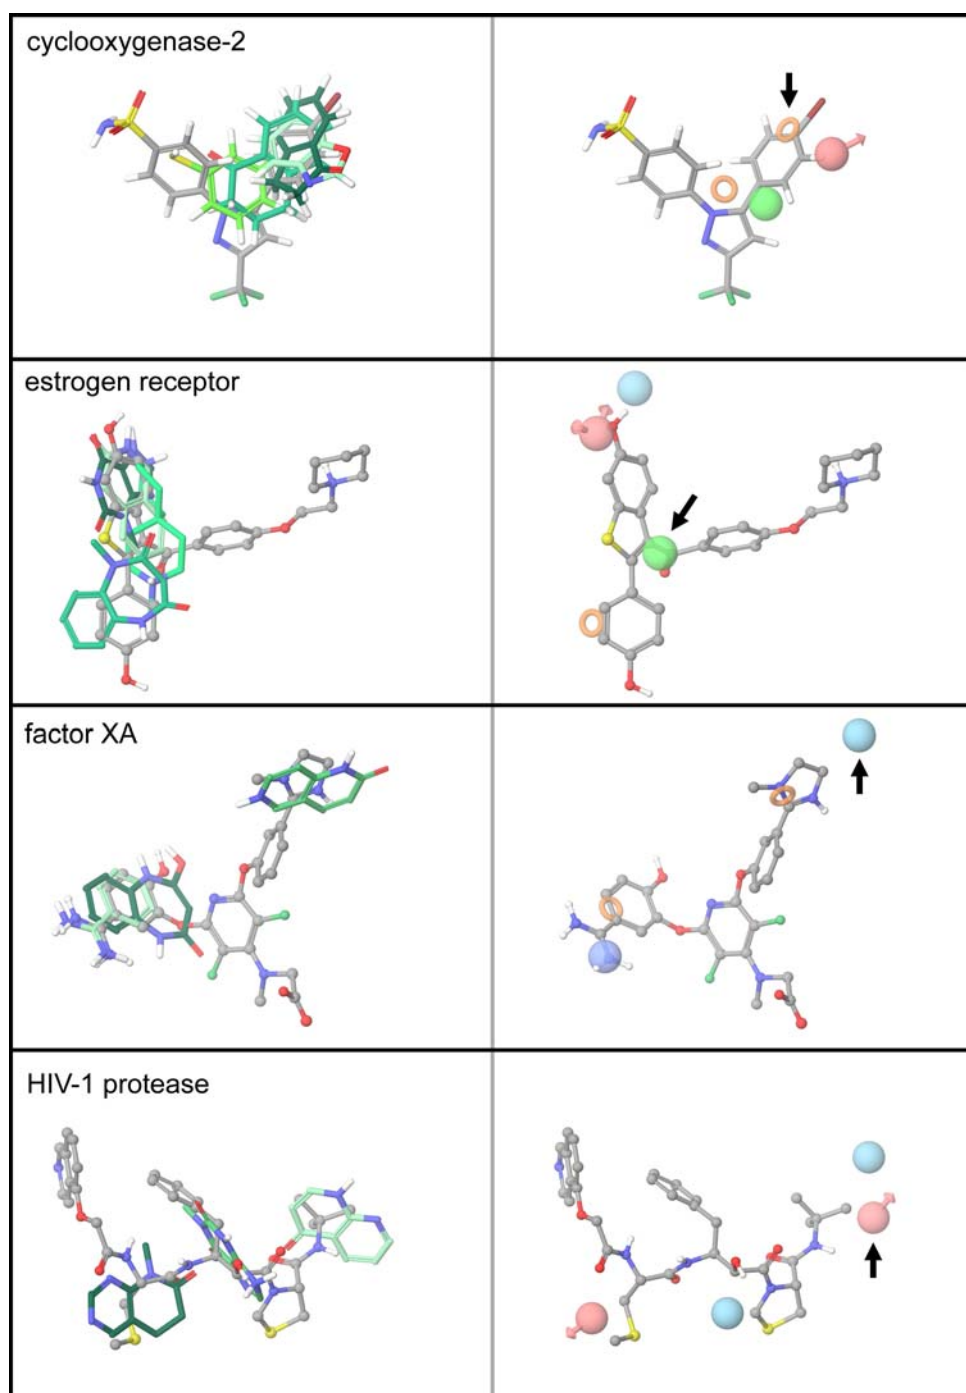 cyclooxygenase-2
estrogen receptor
factor XA
HIV-1 protease